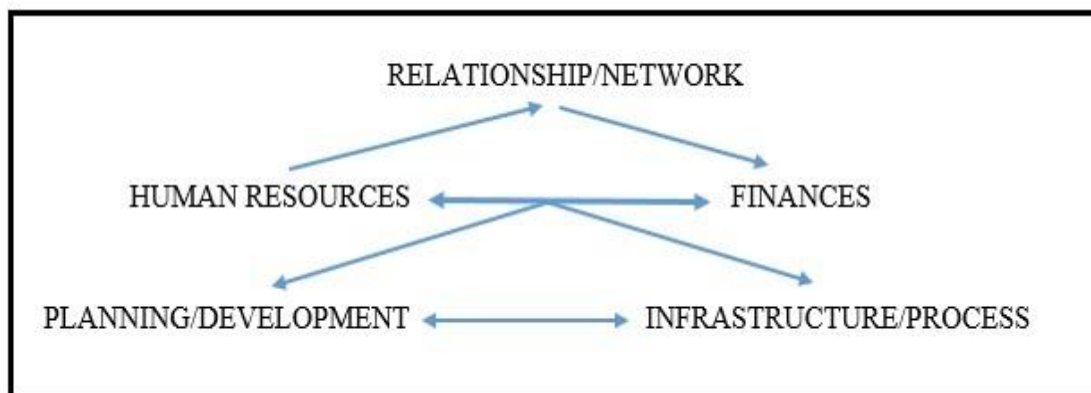 RELATIONSHIP/NETWORK
HUMAN RESOURCES
FINANCES
PLANNING/DEVELOPMENT
INFRASTRUCTURE/PROCESS